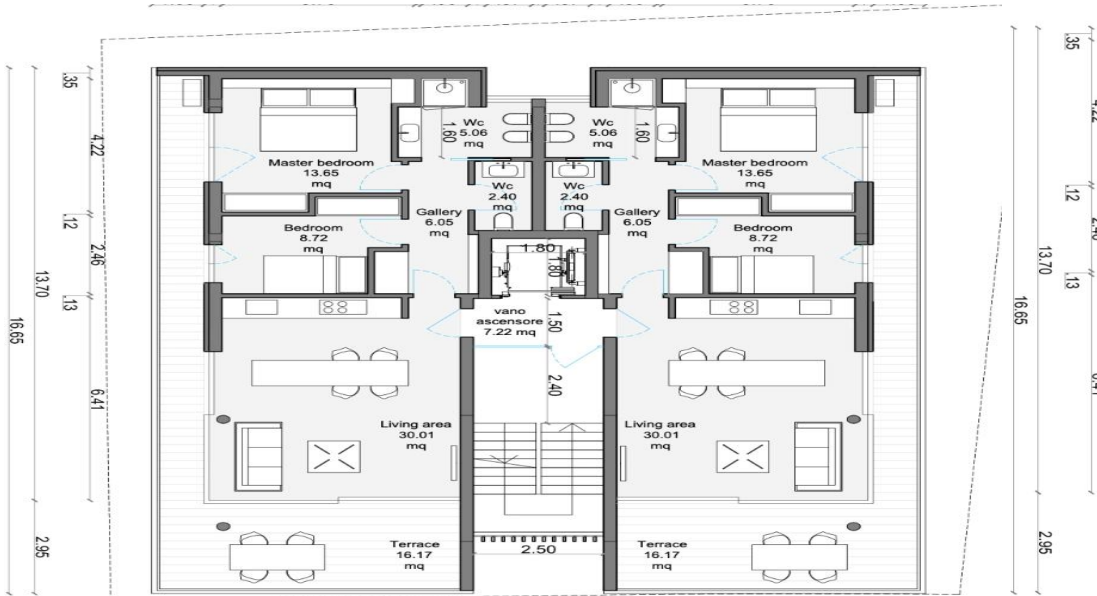 .35
4.22
.12
2.46
.13
6.41
13.70
2.95
16.65
Wc
5.06
mq
1.60
Master bedroom
13.65
mq
Wc
2.40
mq
Gallery
6.05
mq
Bedroom
8.72
mq
Living area
30.01
mq
Terrace
16.17
mq
1.80
1.80
vano
ascensore
7.22 mq
1.50
2.40
2.50
Wc
5.06
mq
1.60
Master bedroom
13.65
mq
Wc
2.40
mq
Gallery
6.05
mq
Bedroom
8.72
mq
Living area
30.01
mq
Terrace
16.17
mq
16.65
13.70
2.95
.35
.12
.13